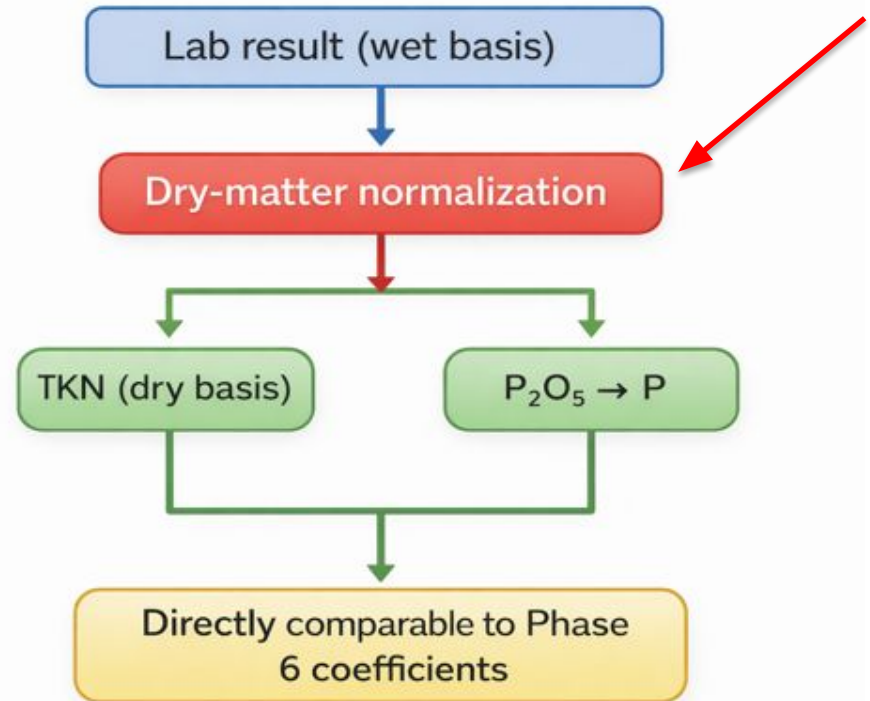 Lab result (wet basis)
Dry-matter normalization
TKN (dry basis)
P₂O₅ → P
Directly comparable to Phase
6 coefficients